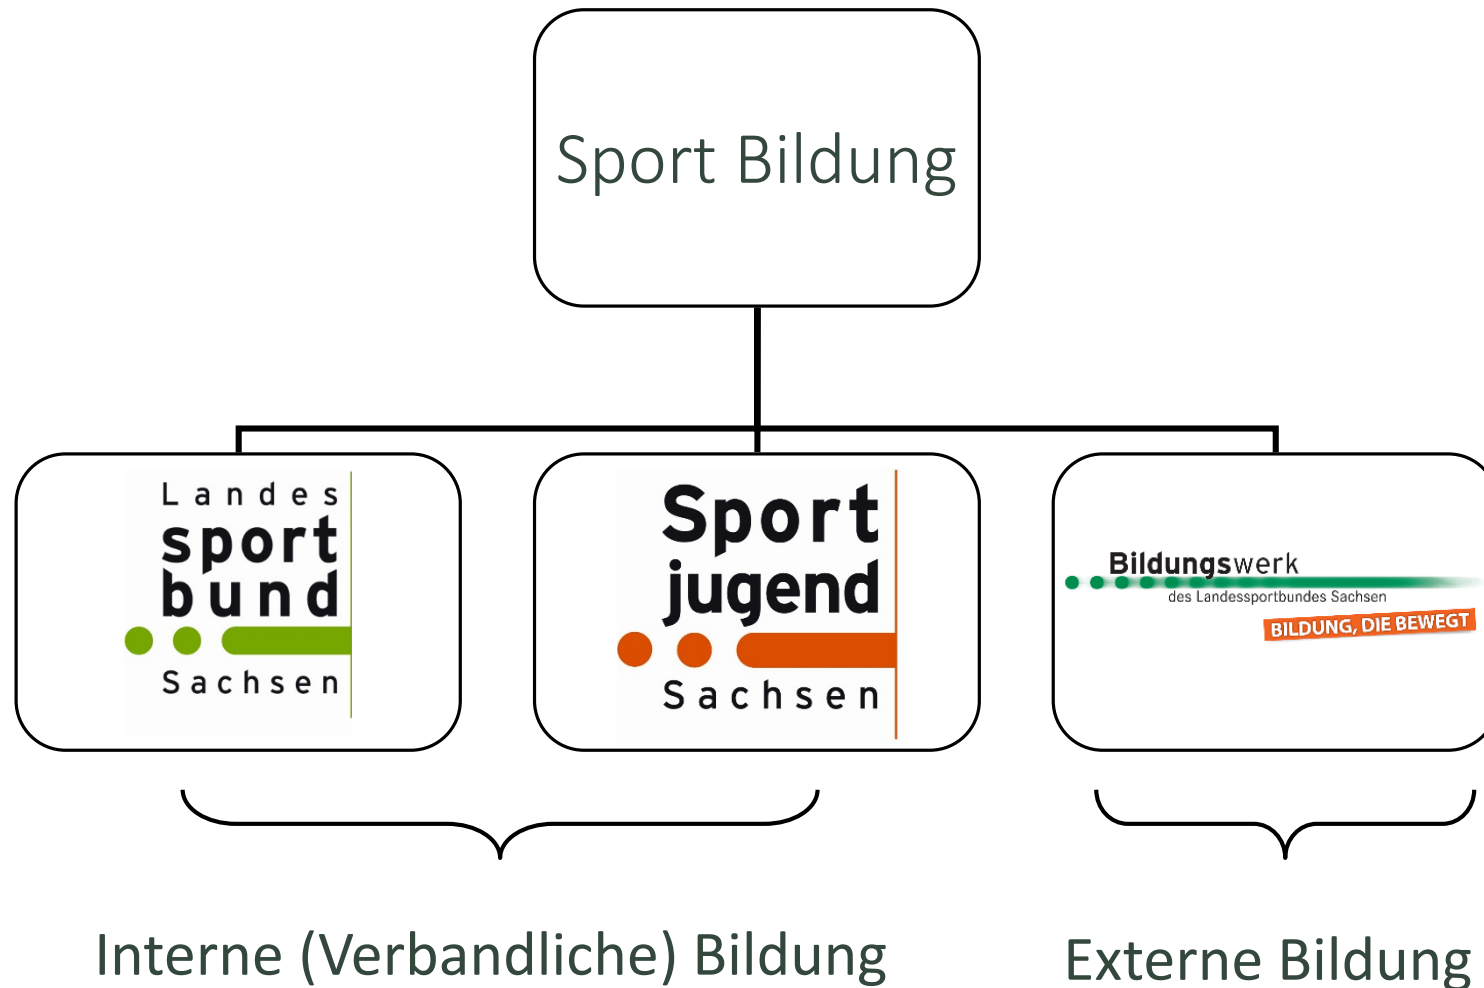 Sport Bildung
Landes
sport
bund
Sachsen
Sport
jugend
Sachsen
Bildungswerk
des Landessportbundes Sachsen
BILDUNG, DIE BEWEGT
Interne (Verbandliche) Bildung
Externe Bildung